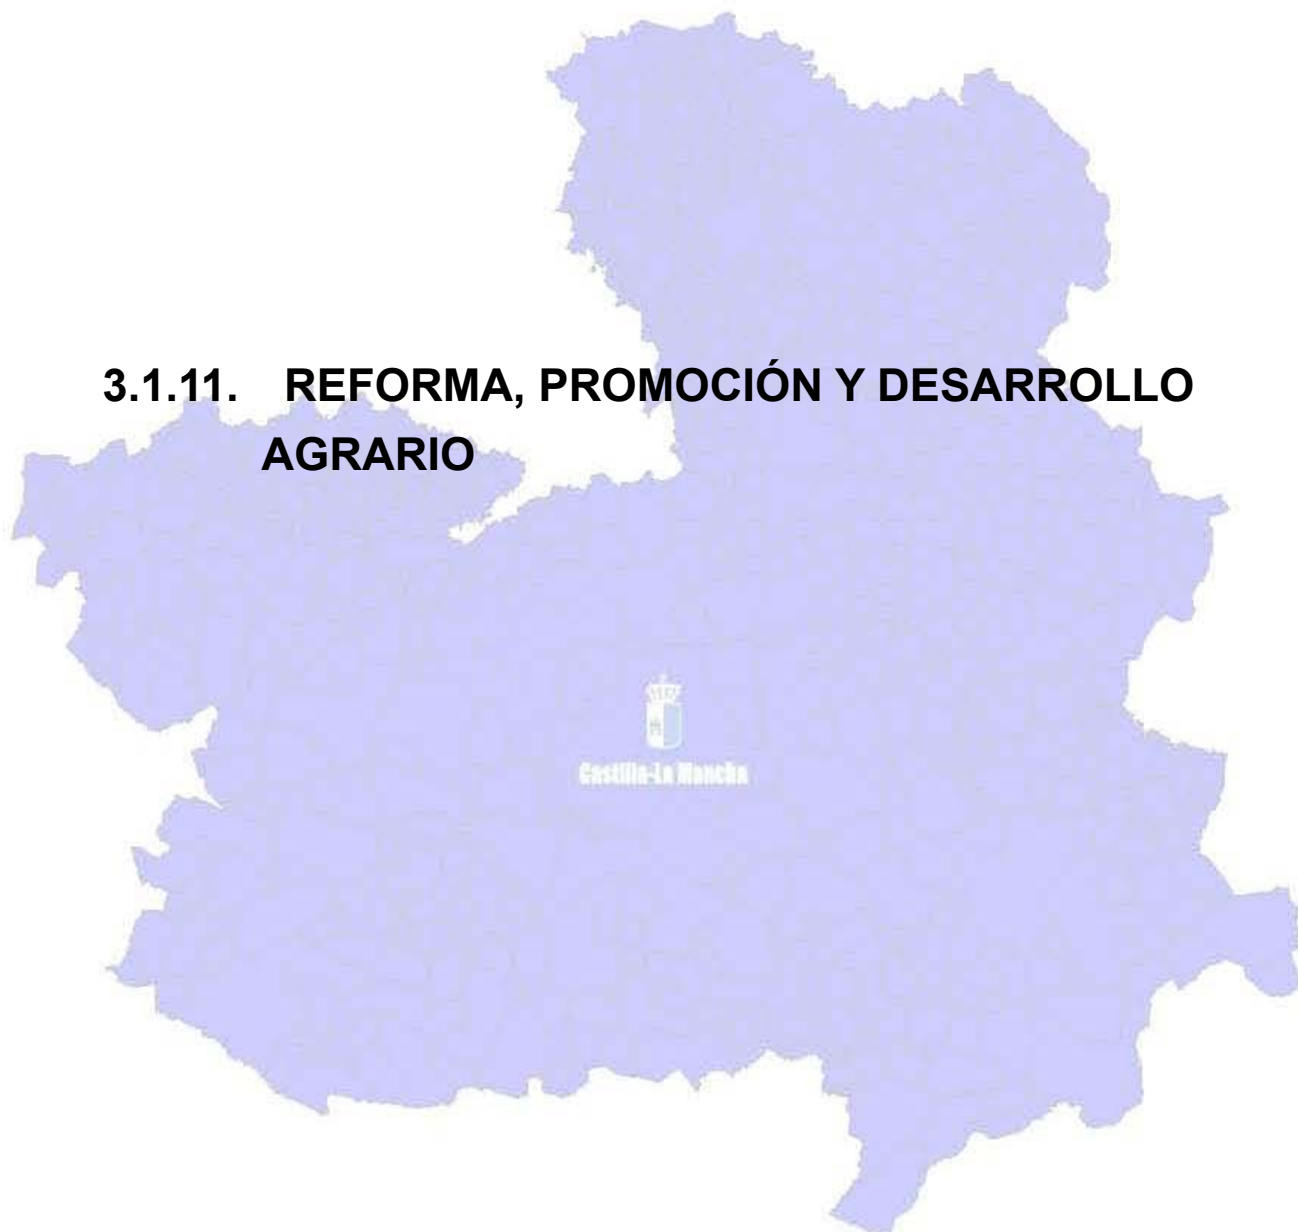 3.1.11. REFORMA, PROMOCIÓN Y DESARROLLO
AGRARIO
Castilla-La Mancha